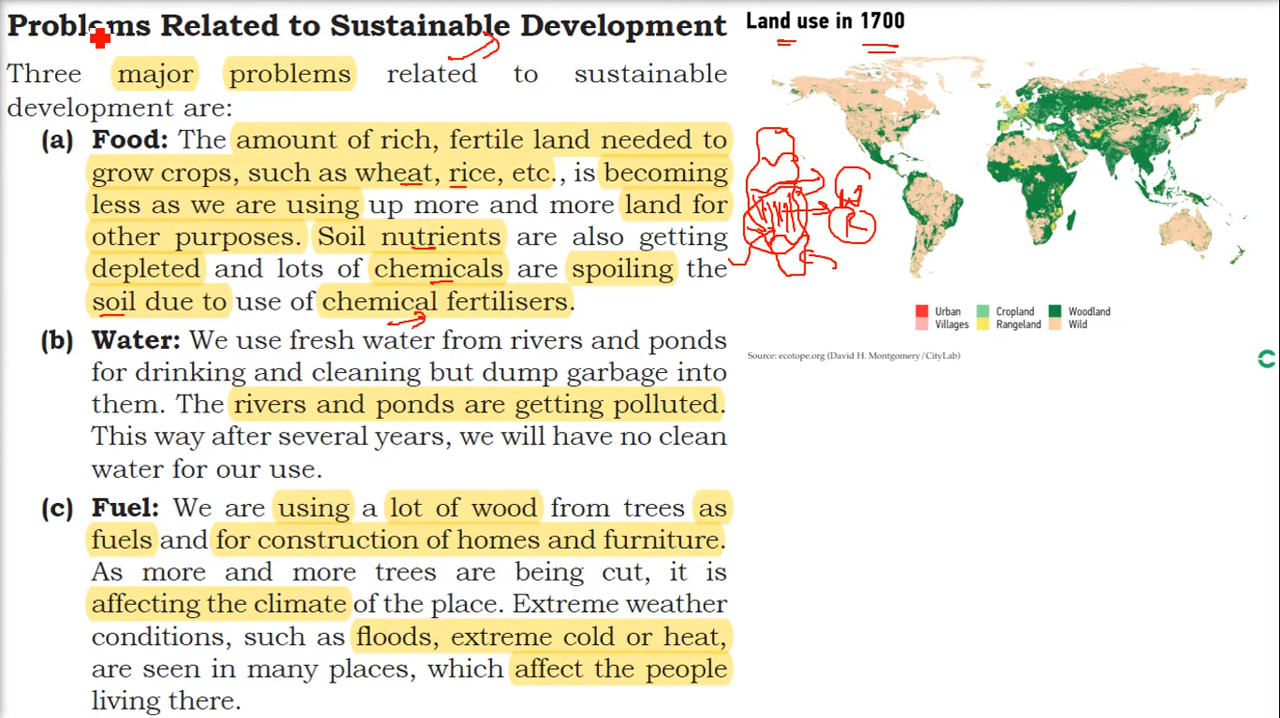 Problems Related to Sustainable Development
Three major problems related to sustainable
development are:
(a) Food: The amount of rich, fertile land needed to
grow crops, such as wheat, rice, etc., is becoming
less as we are using up more and more land for
other purposes. Soil nutrients are also getting
depleted and lots of chemicals are spoiling the
soil due to use of chemical fertilisers.
(b) Water: We use fresh water from rivers and ponds
for drinking and cleaning but dump garbage into
them. The rivers and ponds are getting polluted.
This way after several years, we will have no clean
water for our use.
(c) Fuel: We are using a lot of wood from trees as
fuels and for construction of homes and furniture.
As more and more trees are being cut, it is
affecting the climate of the place. Extreme weather
conditions, such as floods, extreme cold or heat,
are seen in many places, which affect the people
living there.
Land use in 1700
W
R
Urban Cropland Woodland
Villages Rangeland Wild
Source: ecotope.org (David H. Montgomery/CityLab)